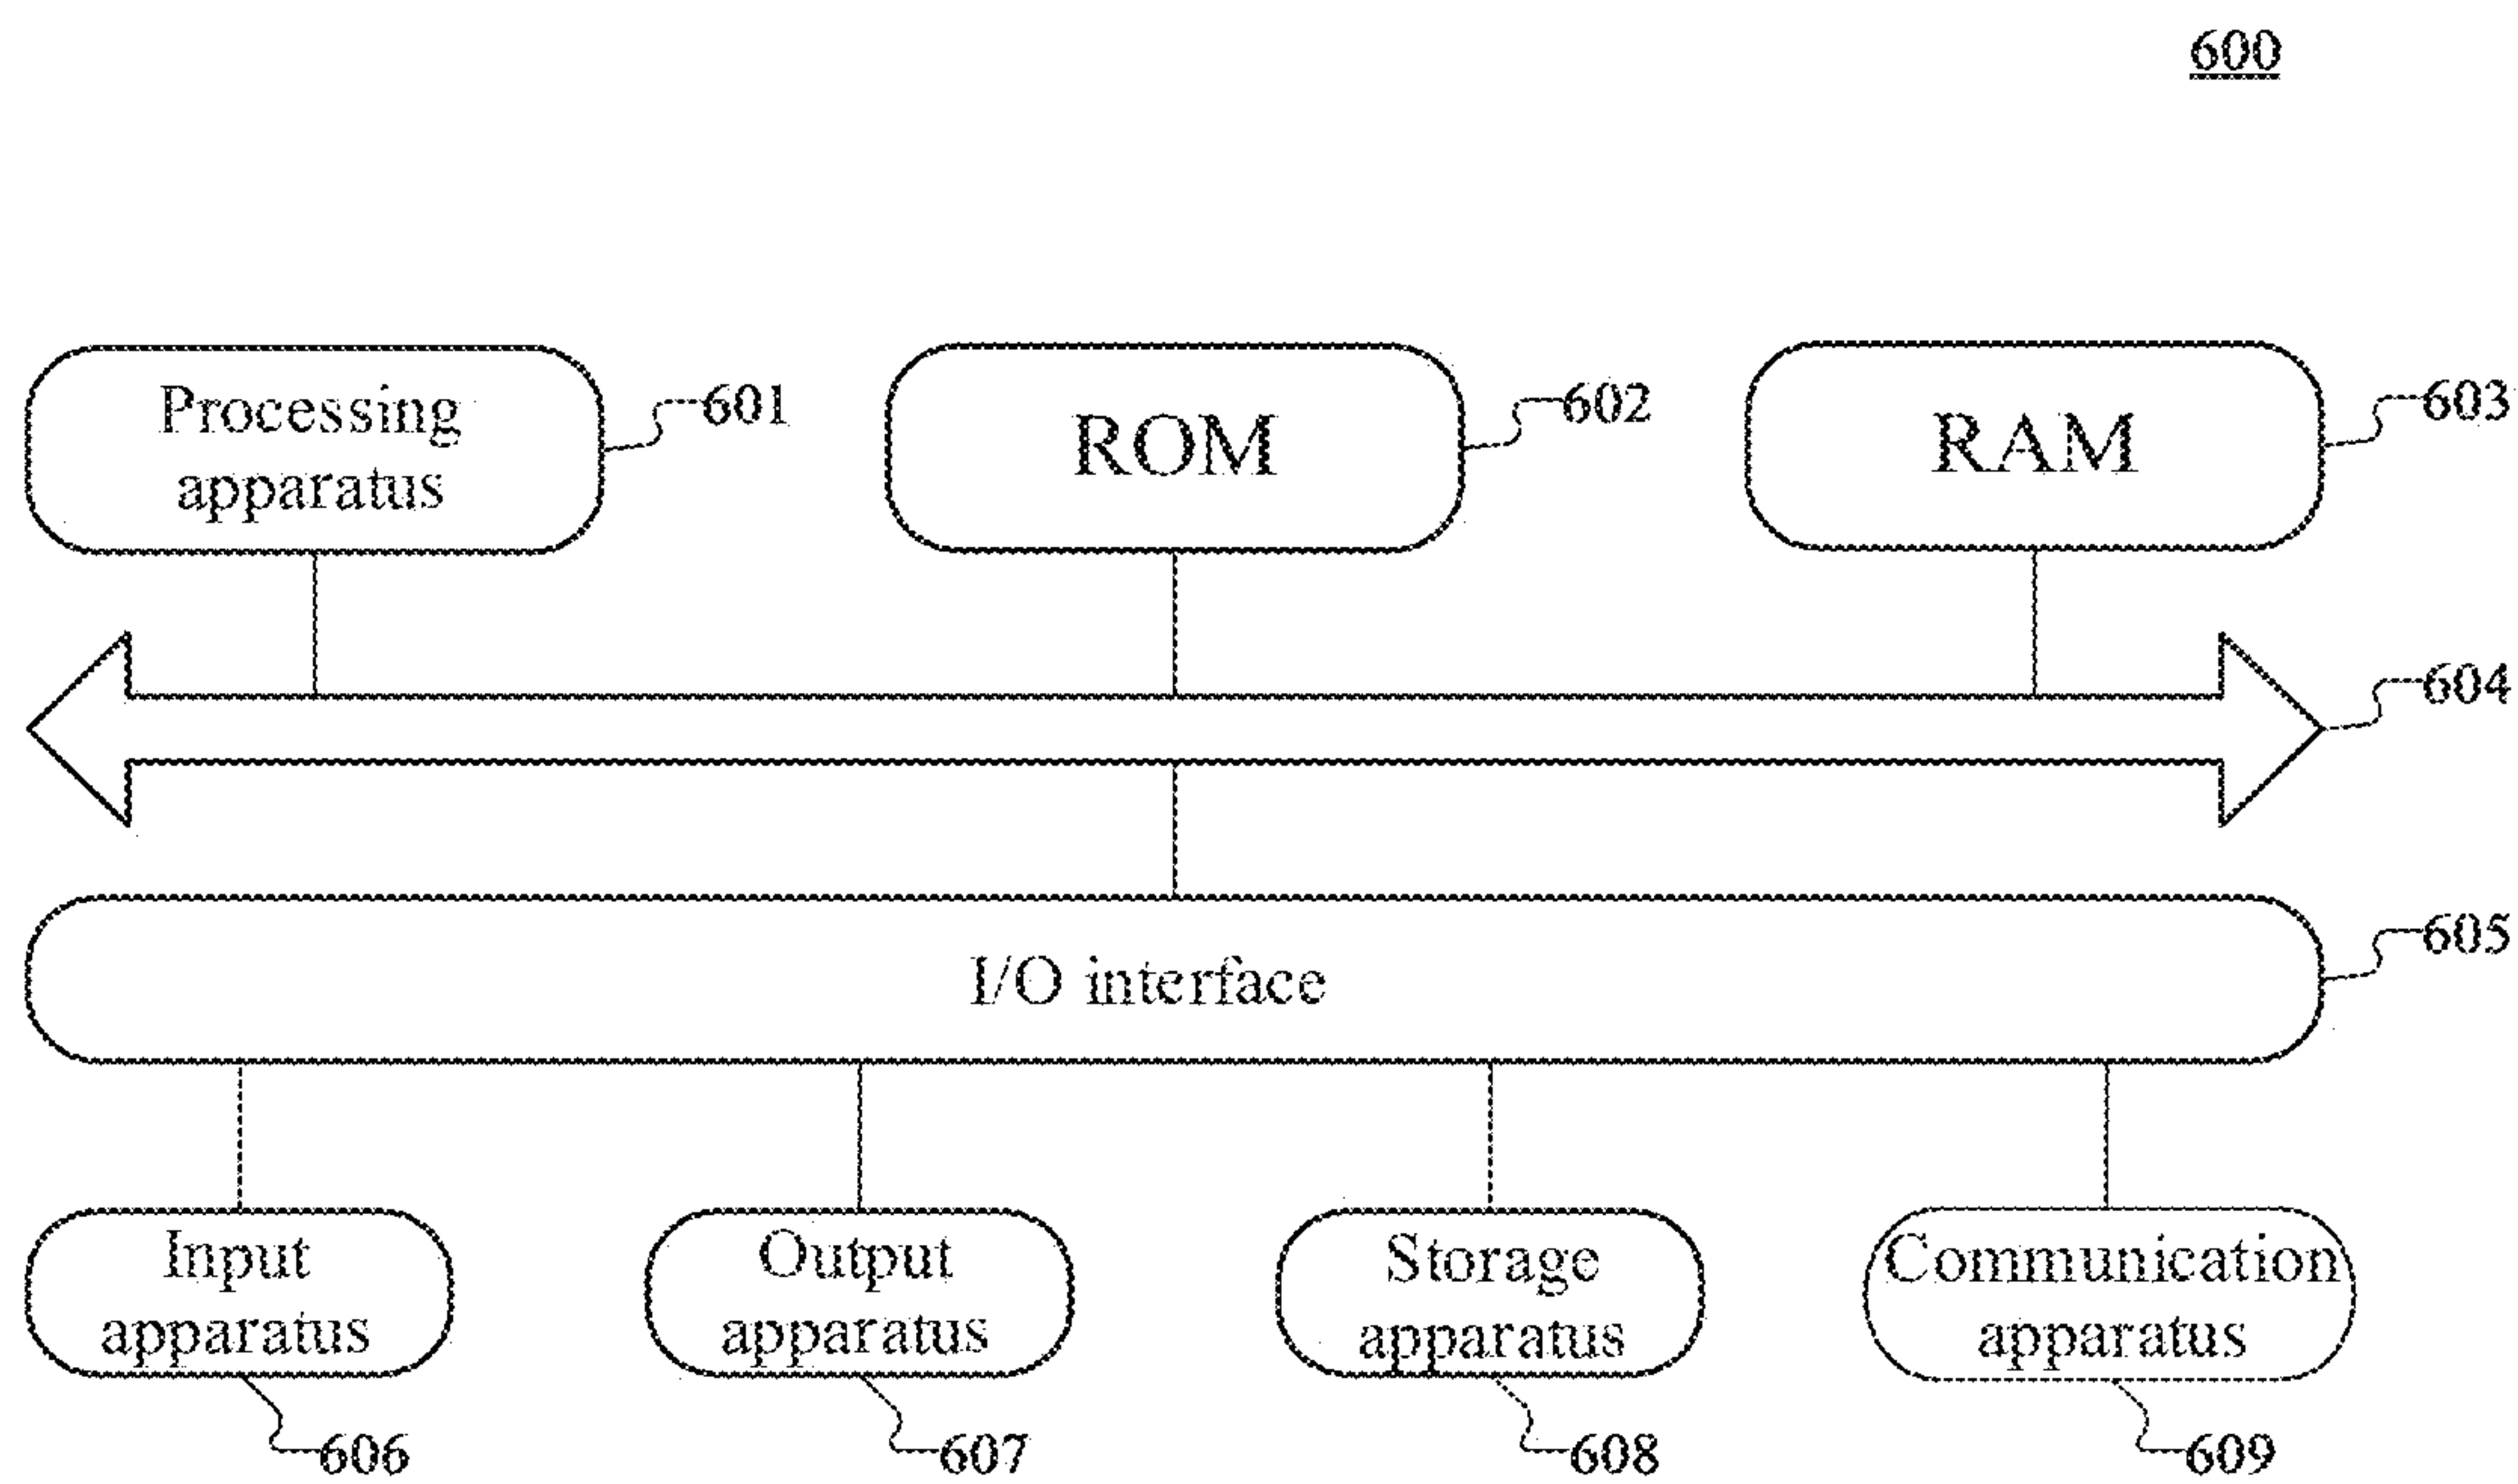 600
Processing
apparatus
601
ROM
602
RAM
603
604
I/O interface
605
Input
apparatus
Output
apparatus
Storage
apparatus
Communication
apparatus
606
607
608
609